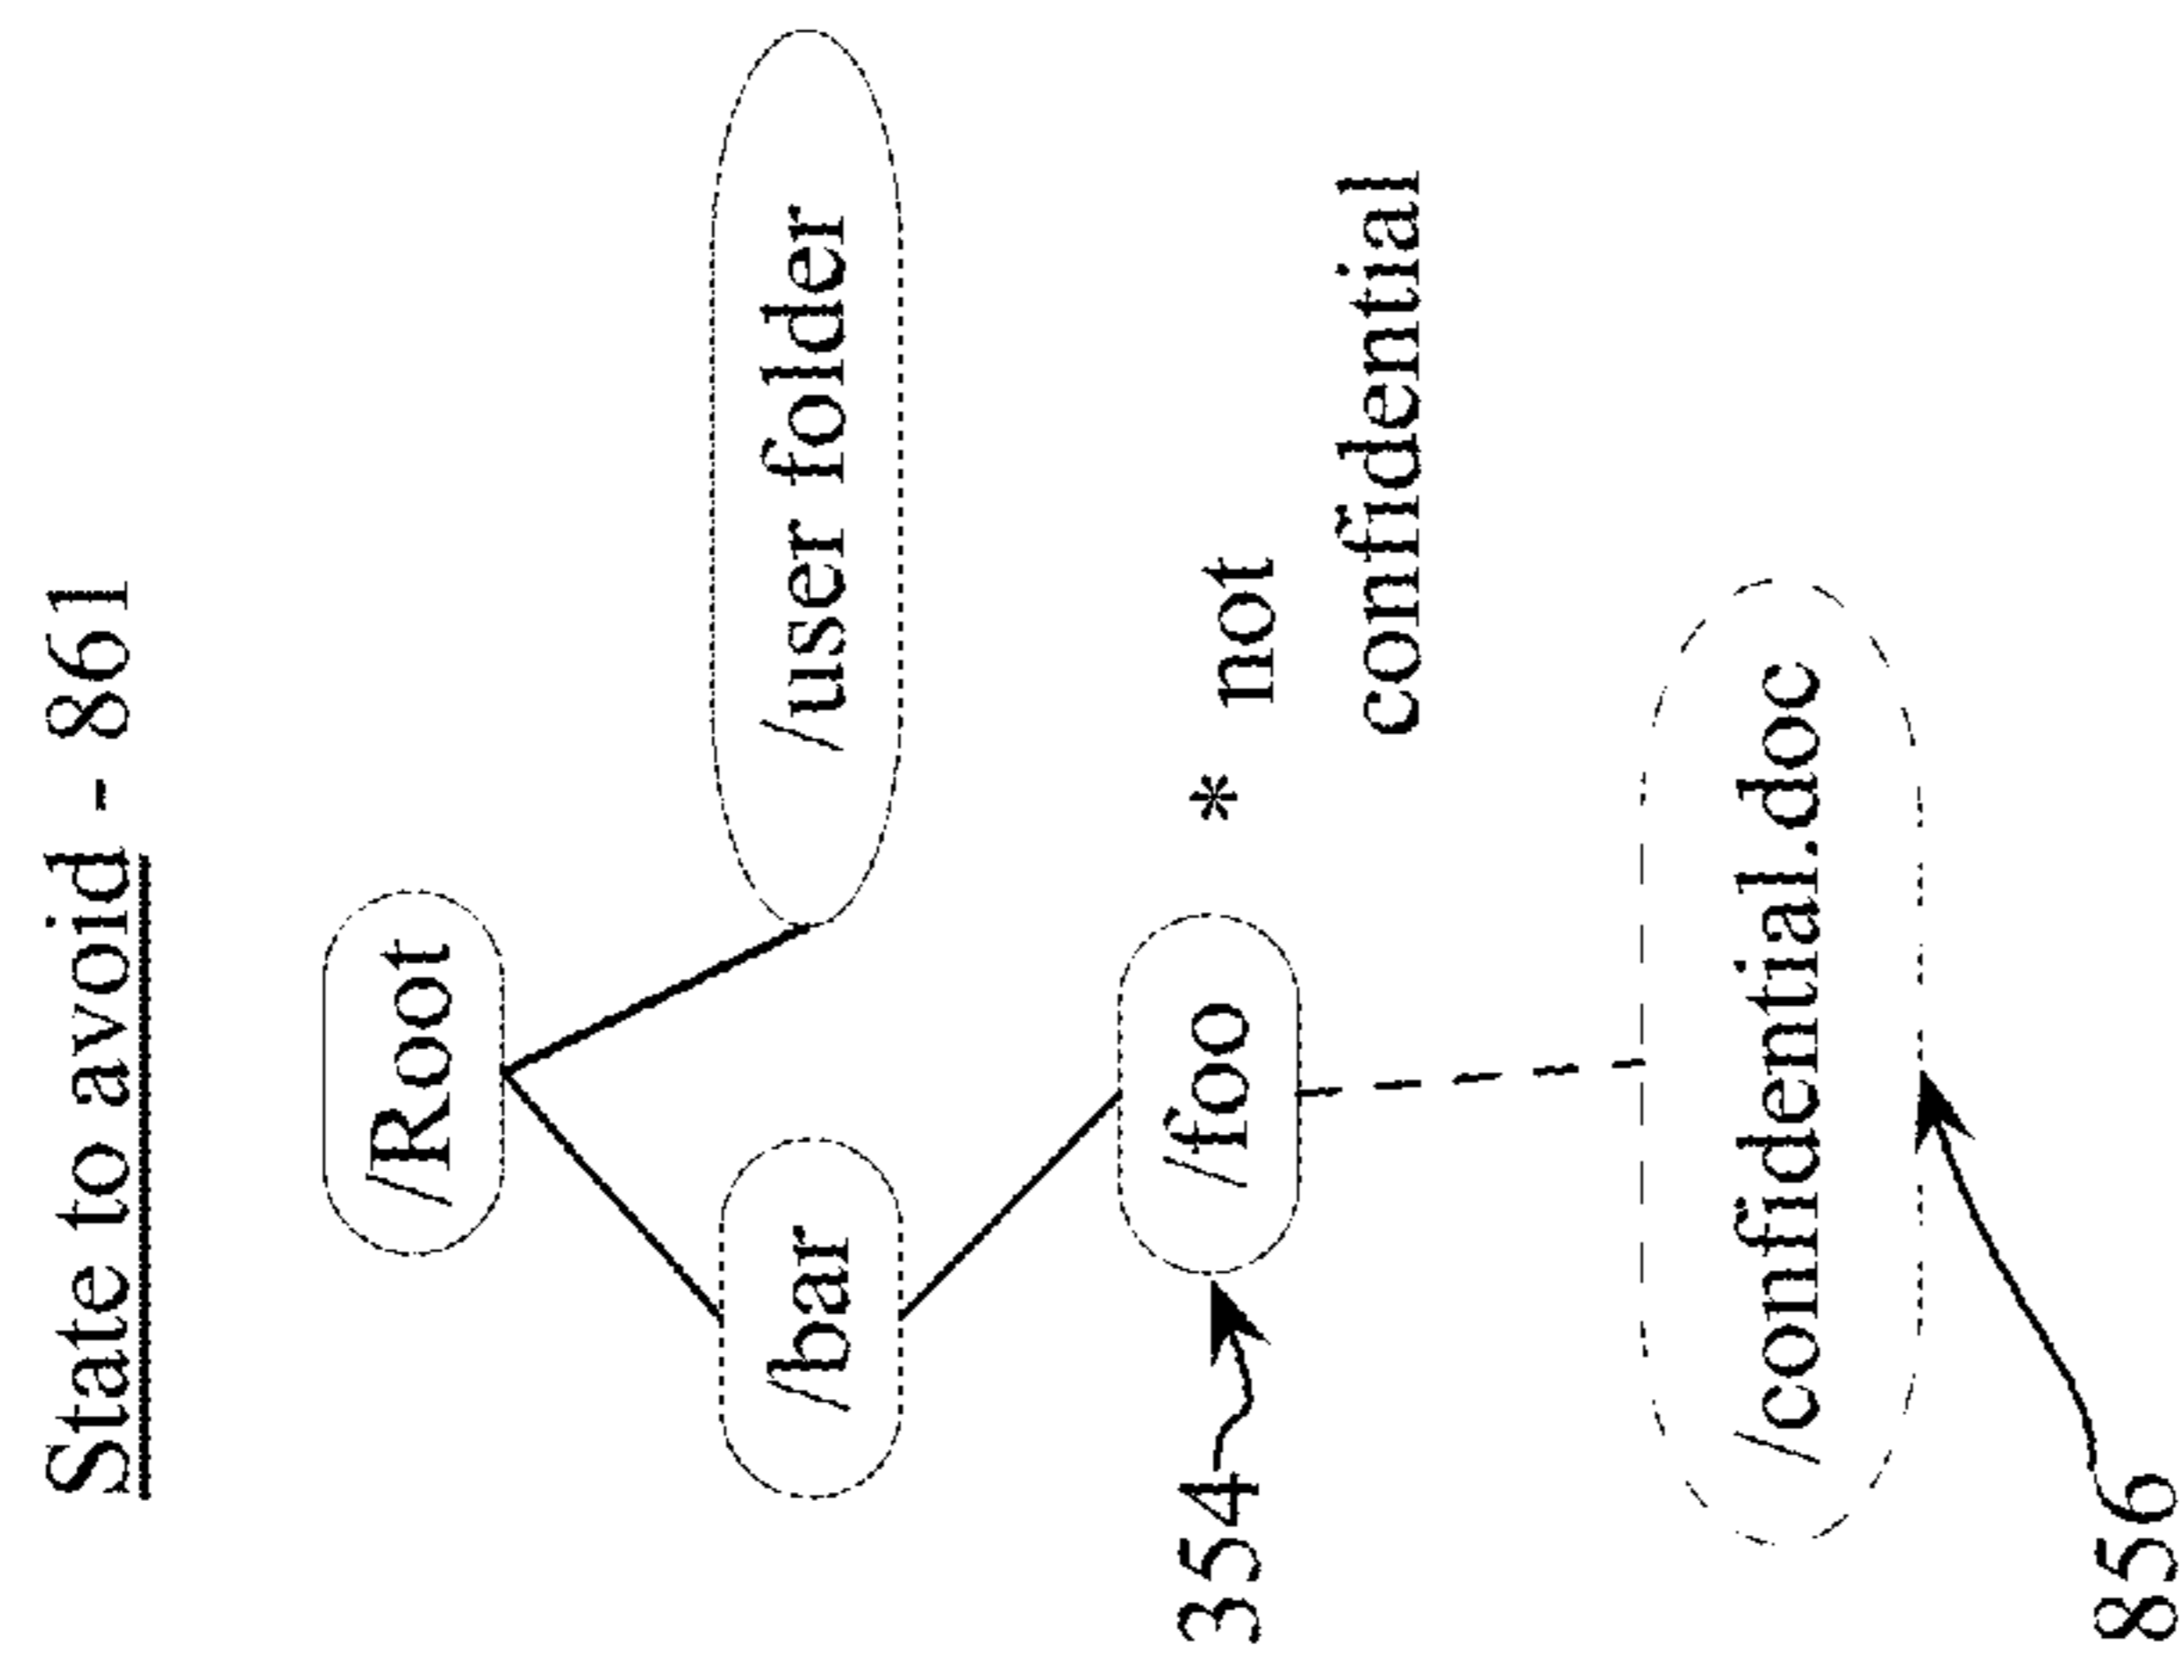 State to avoid - 861
/Root
/bar
/user folder
354
/foo
* not
confidential
/confidential.doc
856